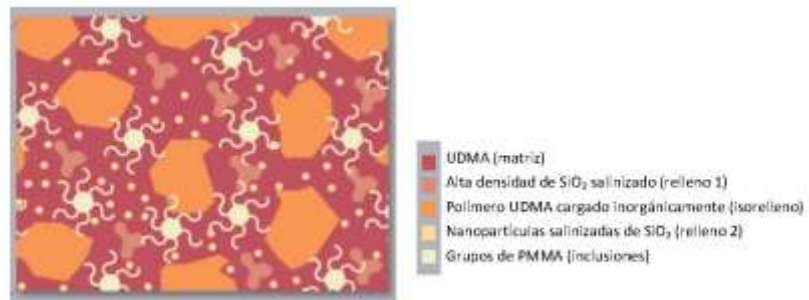 UDMA (matriz)
Alta densidad de SiO₂ salinizado (relleno 1)
Polímero UDMA cargado inorgánicamente (isorelleno)
Nanopartículas salinizadas de SiO₂ (relleno 2)
Grupos de PMMA (inclusiones)